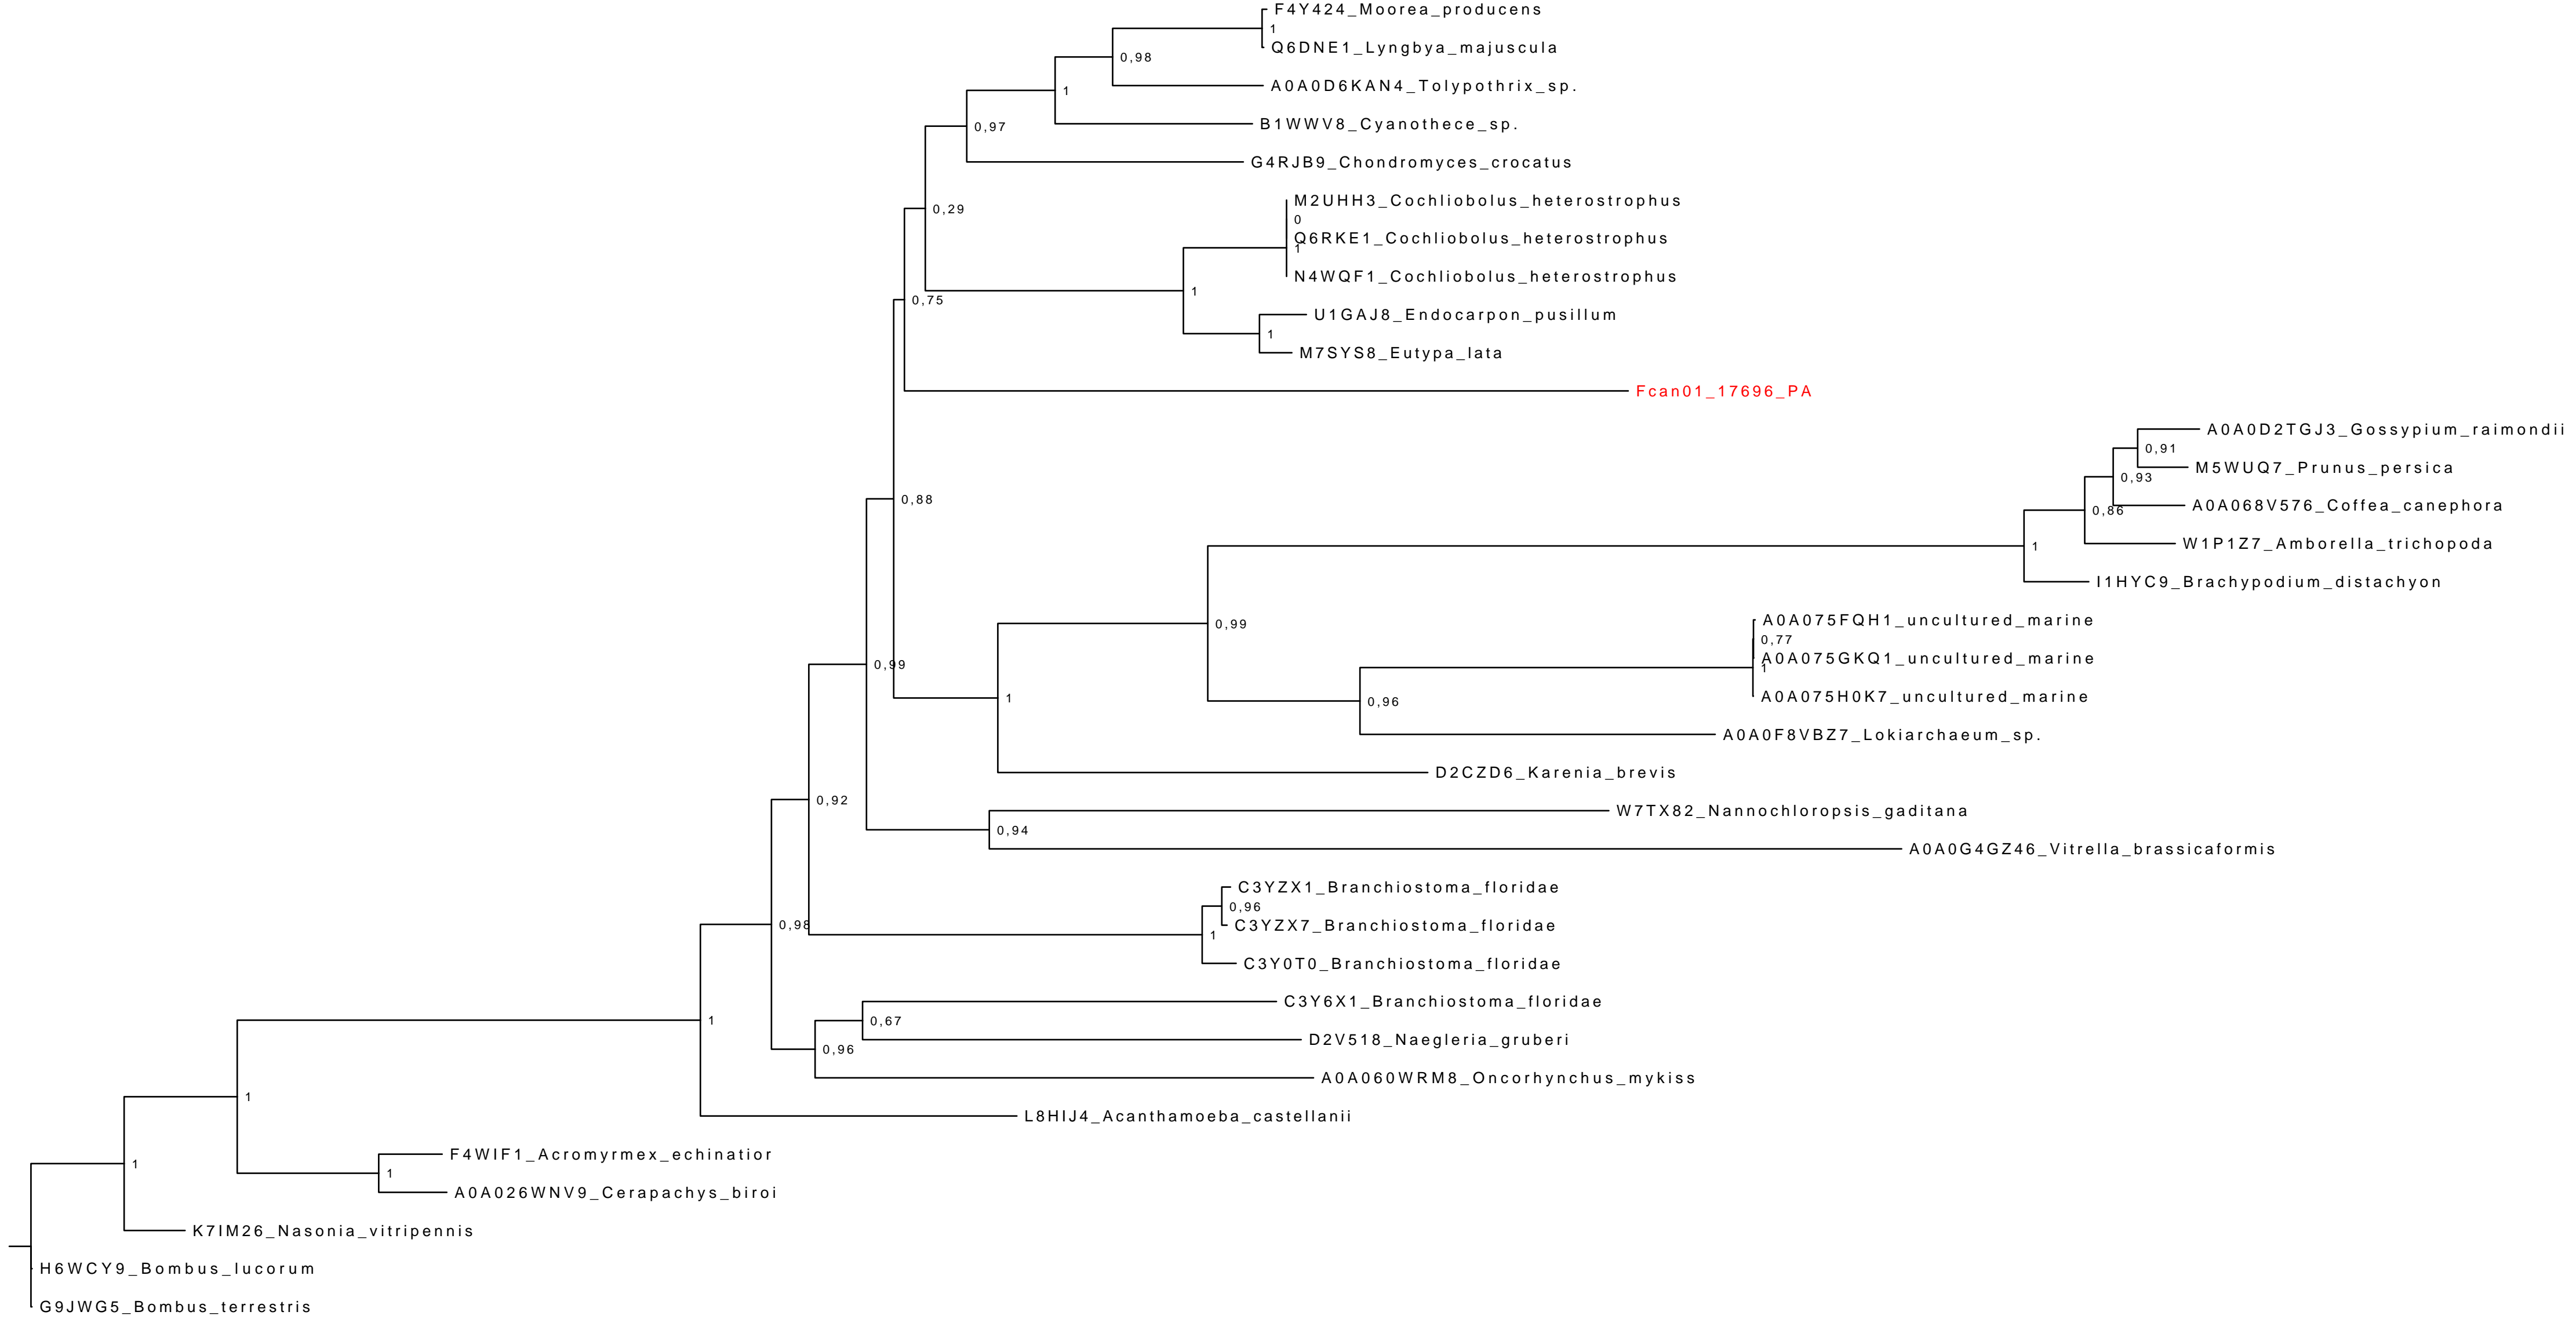 F4Y424_Moorea_producens
1
Q6DNE1_Lyngbya_majuscula
0,98
A0A0D6KAN4_Tolypothrix_sp.
1
B1WWV8_Cyanothece_sp.
0,97
G4RJB9_Chondromyces_crocatus
M2UHH3_Cochliobolus_heterostrophus
0,29
0
Q6RKE1_Cochliobolus_heterostrophus
1
N4WQF1_Cochliobolus_heterostrophus
1
0,75
U1GAJ8_Endocarpon_pusillum
1
M7SYS8_Eutypa_lata
Fcan01_17696_PA
A0A0D2TGJ3_Gossypium_raimondii
0,91
M5WUQ7_Prunus_persica
0,93
0,88
A0A068V576_Coffea_canephora
0,86
W1P1Z7_Amborella_trichopoda
1
I1HYC9_Brachypodium_distachyon
A0A075FQH1_uncultured_marine
0,99
0,77
A0A075GKQ1_uncultured_marine
0,99
1
A0A075H0K7_uncultured_marine
1
0,96
A0A0F8VBZ7_Lokiarchaeum_sp.
D2CZD6_Karenia_brevis
0,92
W7TX82_Nannochloropsis_gaditana
0,94
A0A0G4GZ46_Vitrella_brassicaformis
C3YZX1_Branchiostoma_floridae
0,96
0,98
C3YZX7_Branchiostoma_floridae
1
C3Y0T0_Branchiostoma_floridae
C3Y6X1_Branchiostoma_floridae
1
0,67
D2V518_Naegleria_gruberi
0,96
A0A060WRM8_Oncorhynchus_mykiss
1
L8HIJ4_Acanthamoeba_castellanii
F4WIF1_Acromyrmex_echinatior
1
1
A0A026WNV9_Cerapachys_biroi
K7IM26_Nasonia_vitripennis
H6WCY9_Bombus_lucorum
G9JWG5_Bombus_terrestris